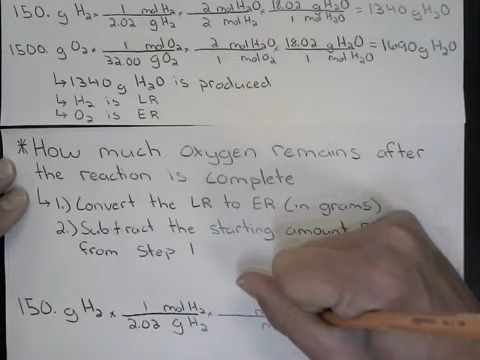 150. g H₂ × 1 mol H₂ / 2.02 g H₂ × 2 mol H₂O / 2 mol H₂ × 18.02 g H₂O / 1 mol H₂O = 1340 g H₂O
1500. g O₂ × 1 mol O₂ / 32.00 g O₂ × 2 mol H₂O / 1 mol O₂ × 18.02 g H₂O / 1 mol H₂O = 1690 g H₂O
↳ 1340 g H₂O is produced
↳ H₂ is LR
↳ O₂ is ER
*How much oxygen remains after
the reaction is complete
↳ 1.) Convert the LR to ER (in grams)
2.) Subtract the starting amount
from Step 1
150. g H₂ × 1 mol H₂ / 2.02 g H₂ ×